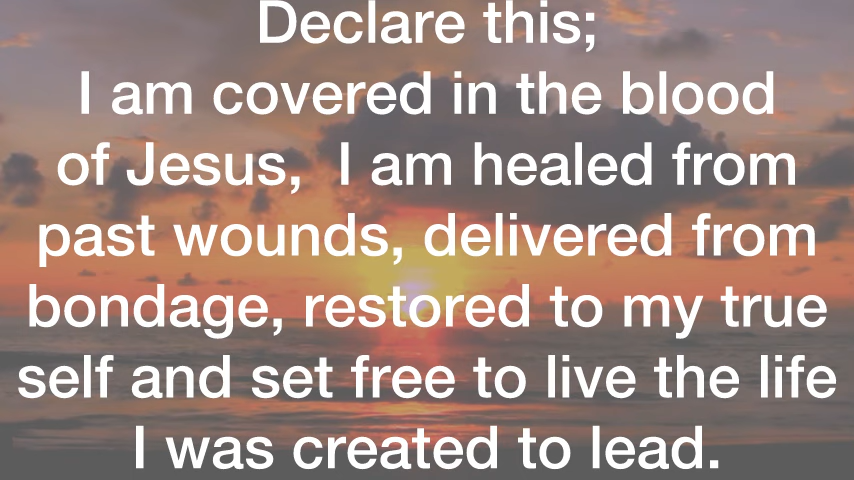 Declare this;
I am covered in the blood
of Jesus,  I am healed from
past wounds, delivered from
bondage, restored to my true
self and set free to live the life
I was created to lead.